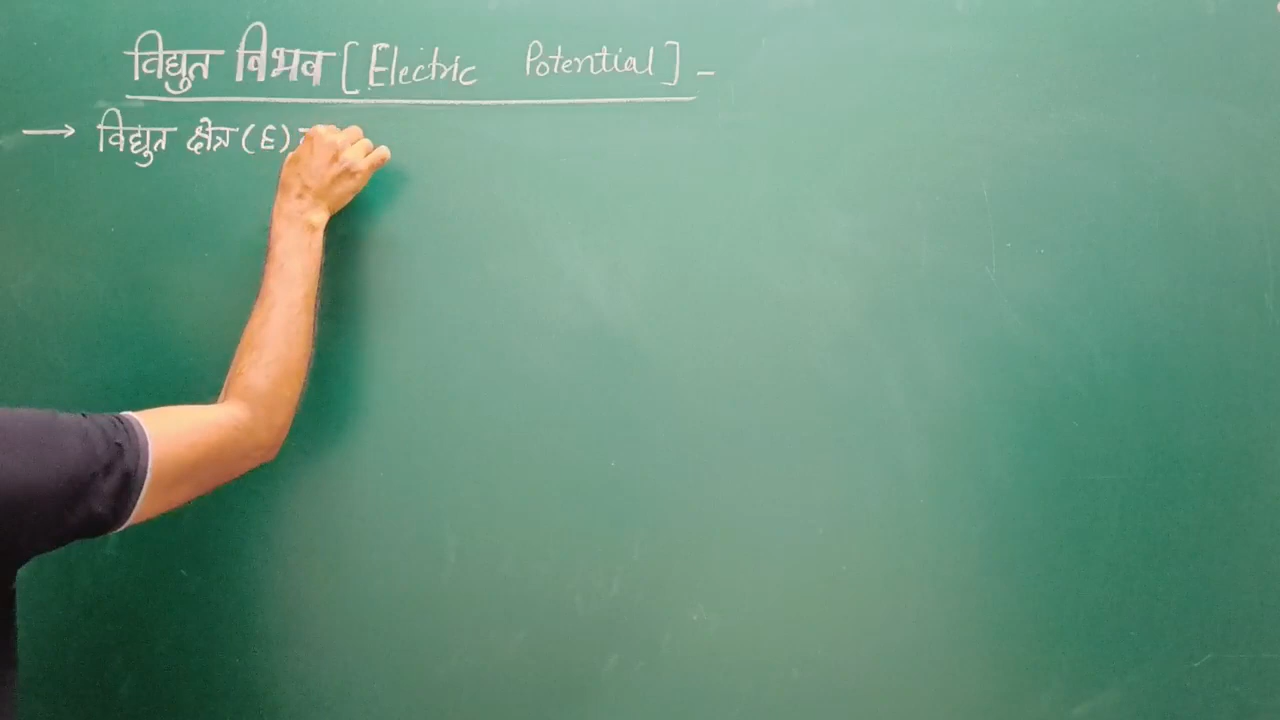 विद्युत विभव [Electric Potential] -
→ विद्युत क्षेत्र (E)